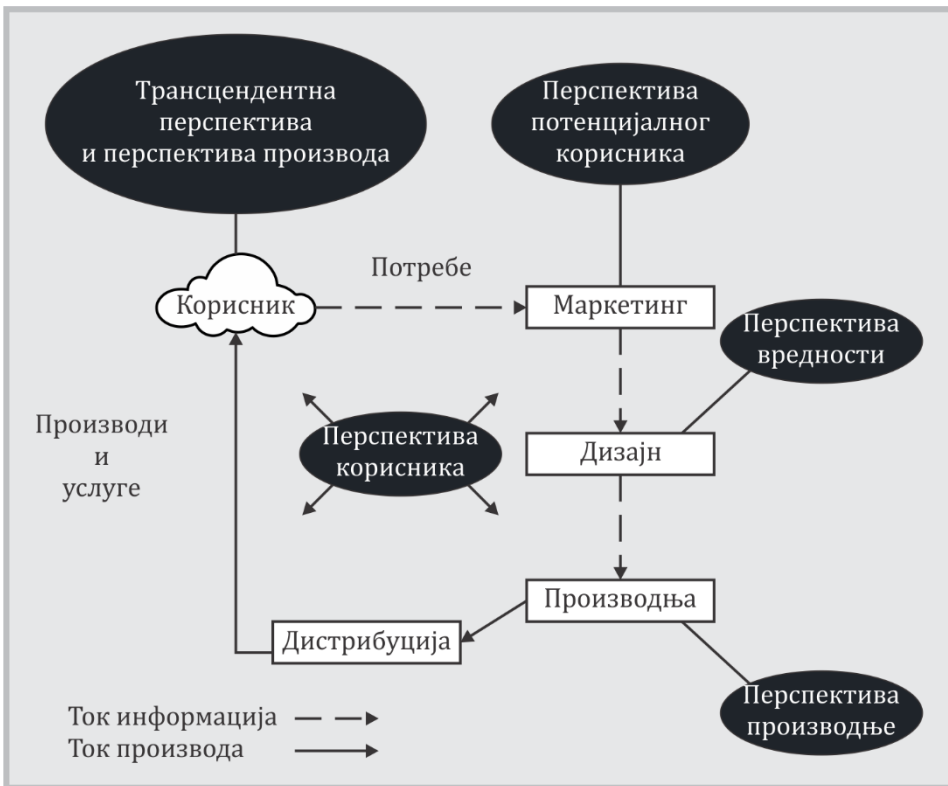 Трансцендентна
перспектива
и перспектива производа
Перспектива
потенцијалног
корисника
Потребе
Корисник
Маркетинг
Перспектива
вредности
Производи
и
услуге
Перспектива
корисника
Дизајн
Производња
Дистрибуција
Перспектива
производње
Ток информација
Ток производа